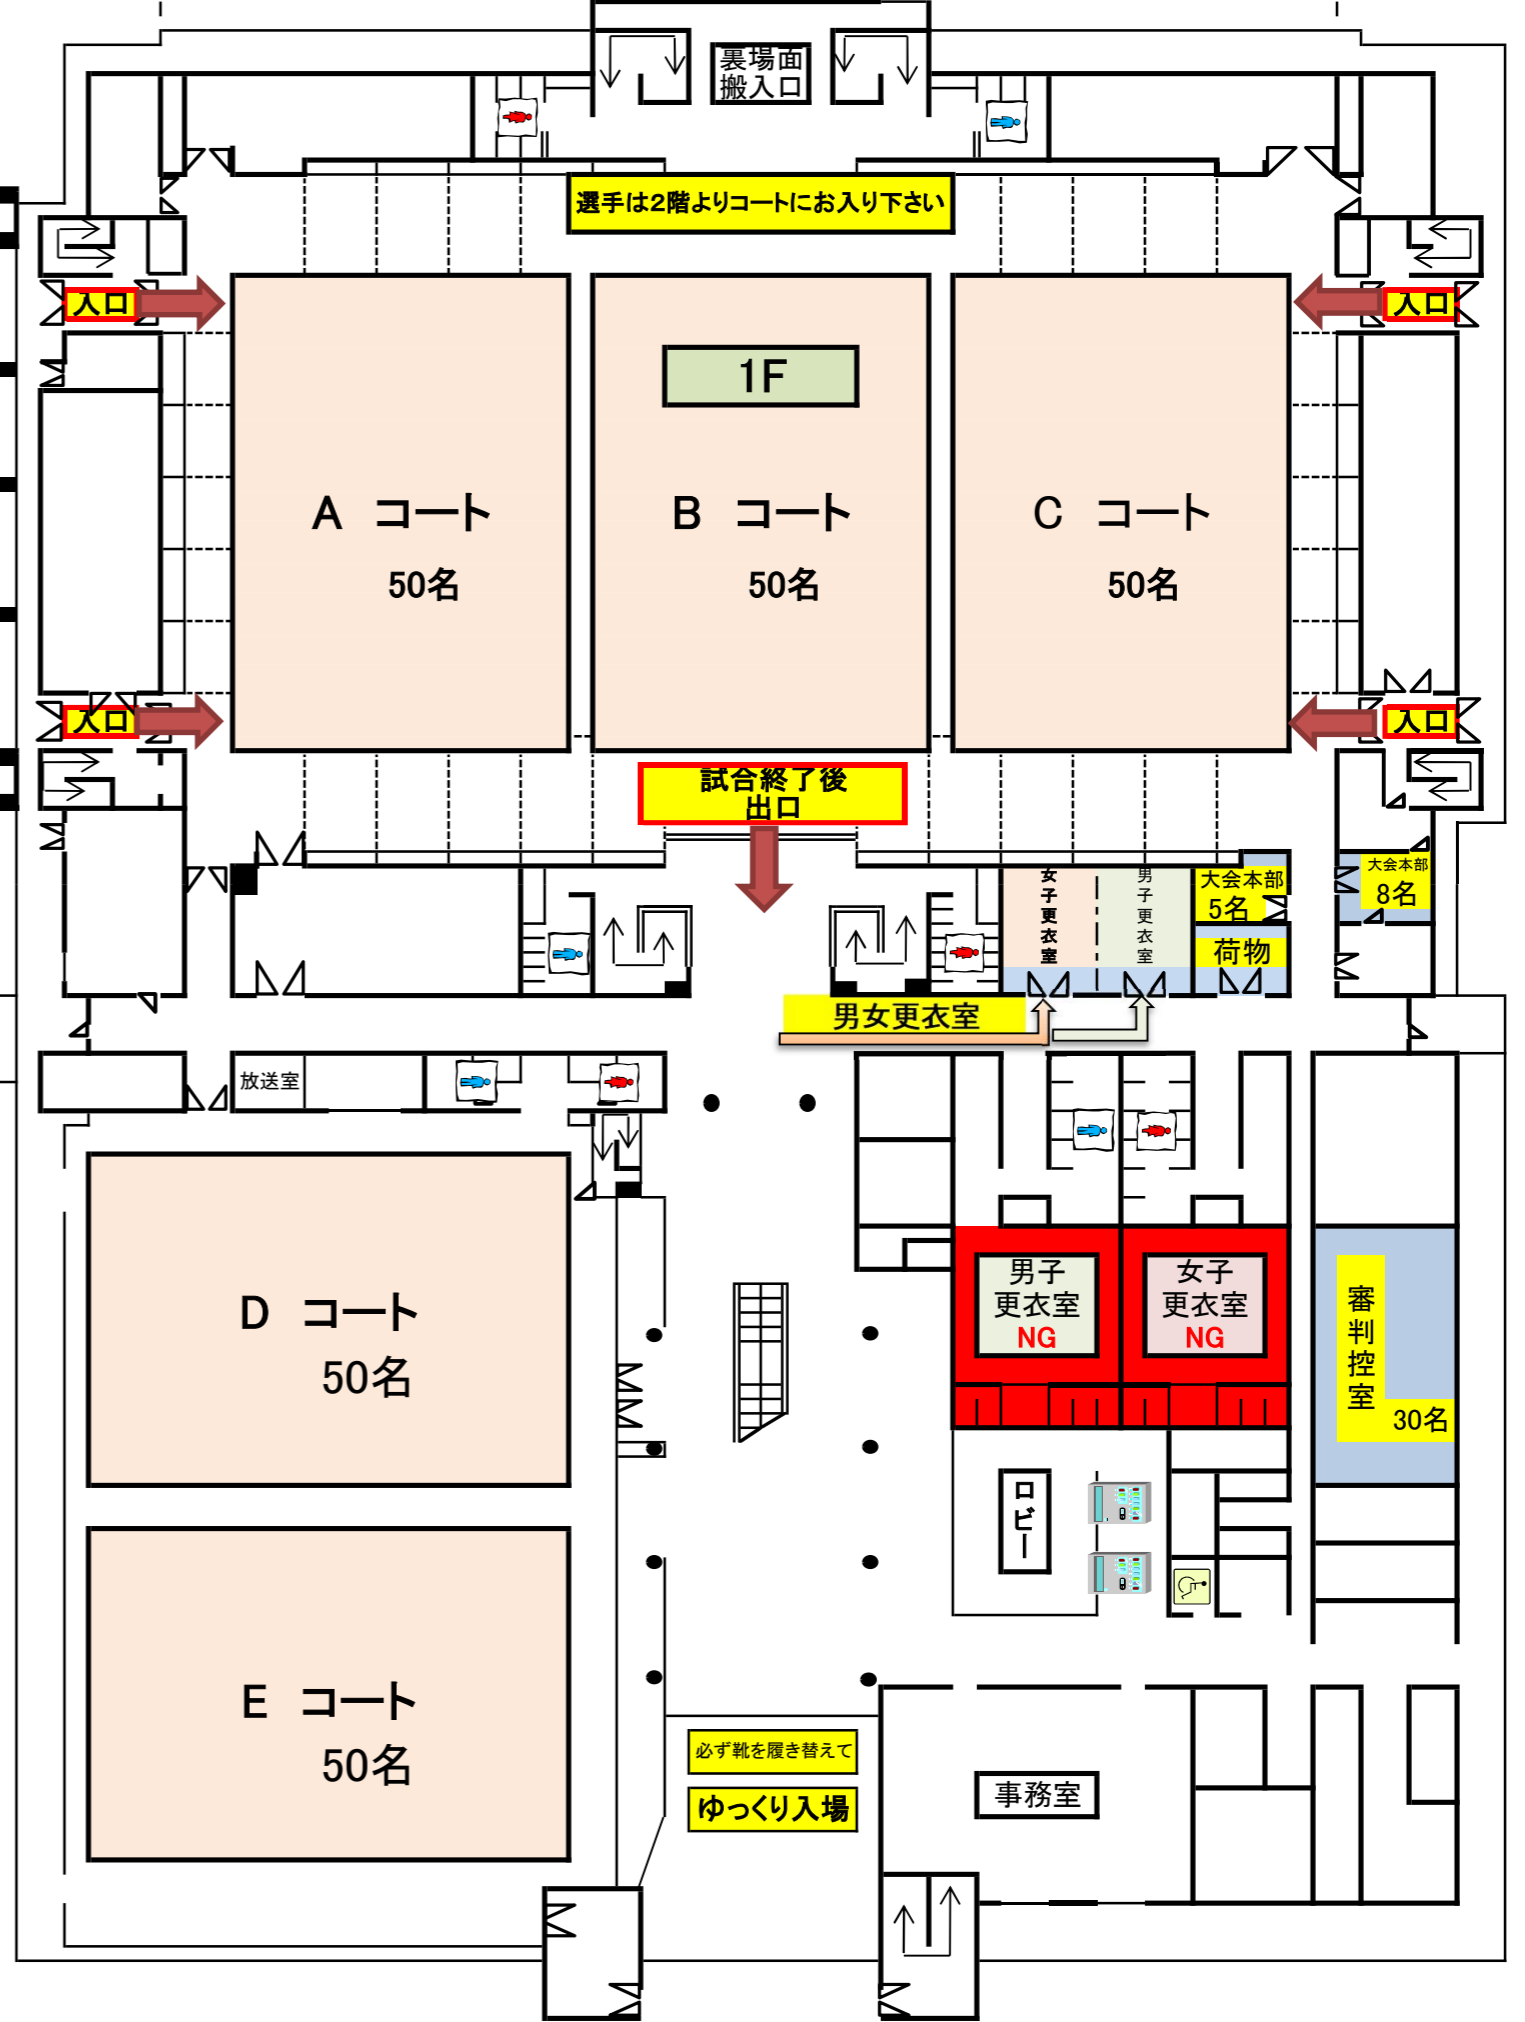 裏場面
搬入口
選手は2階よりコートにお入り下さい
入口
入口
1F
A コート
50名
B コート
50名
C コート
50名
入口
入口
試合終了後
出口
女子更衣室
男子更衣室
大会本部
5名
大会本部
8名
荷物
男女更衣室
放送室
D コート
50名
男子
更衣室
NG
女子
更衣室
NG
審判控室
30名
ロビー
E コート
50名
必ず靴を履き替えて
ゆっくり入場
事務室